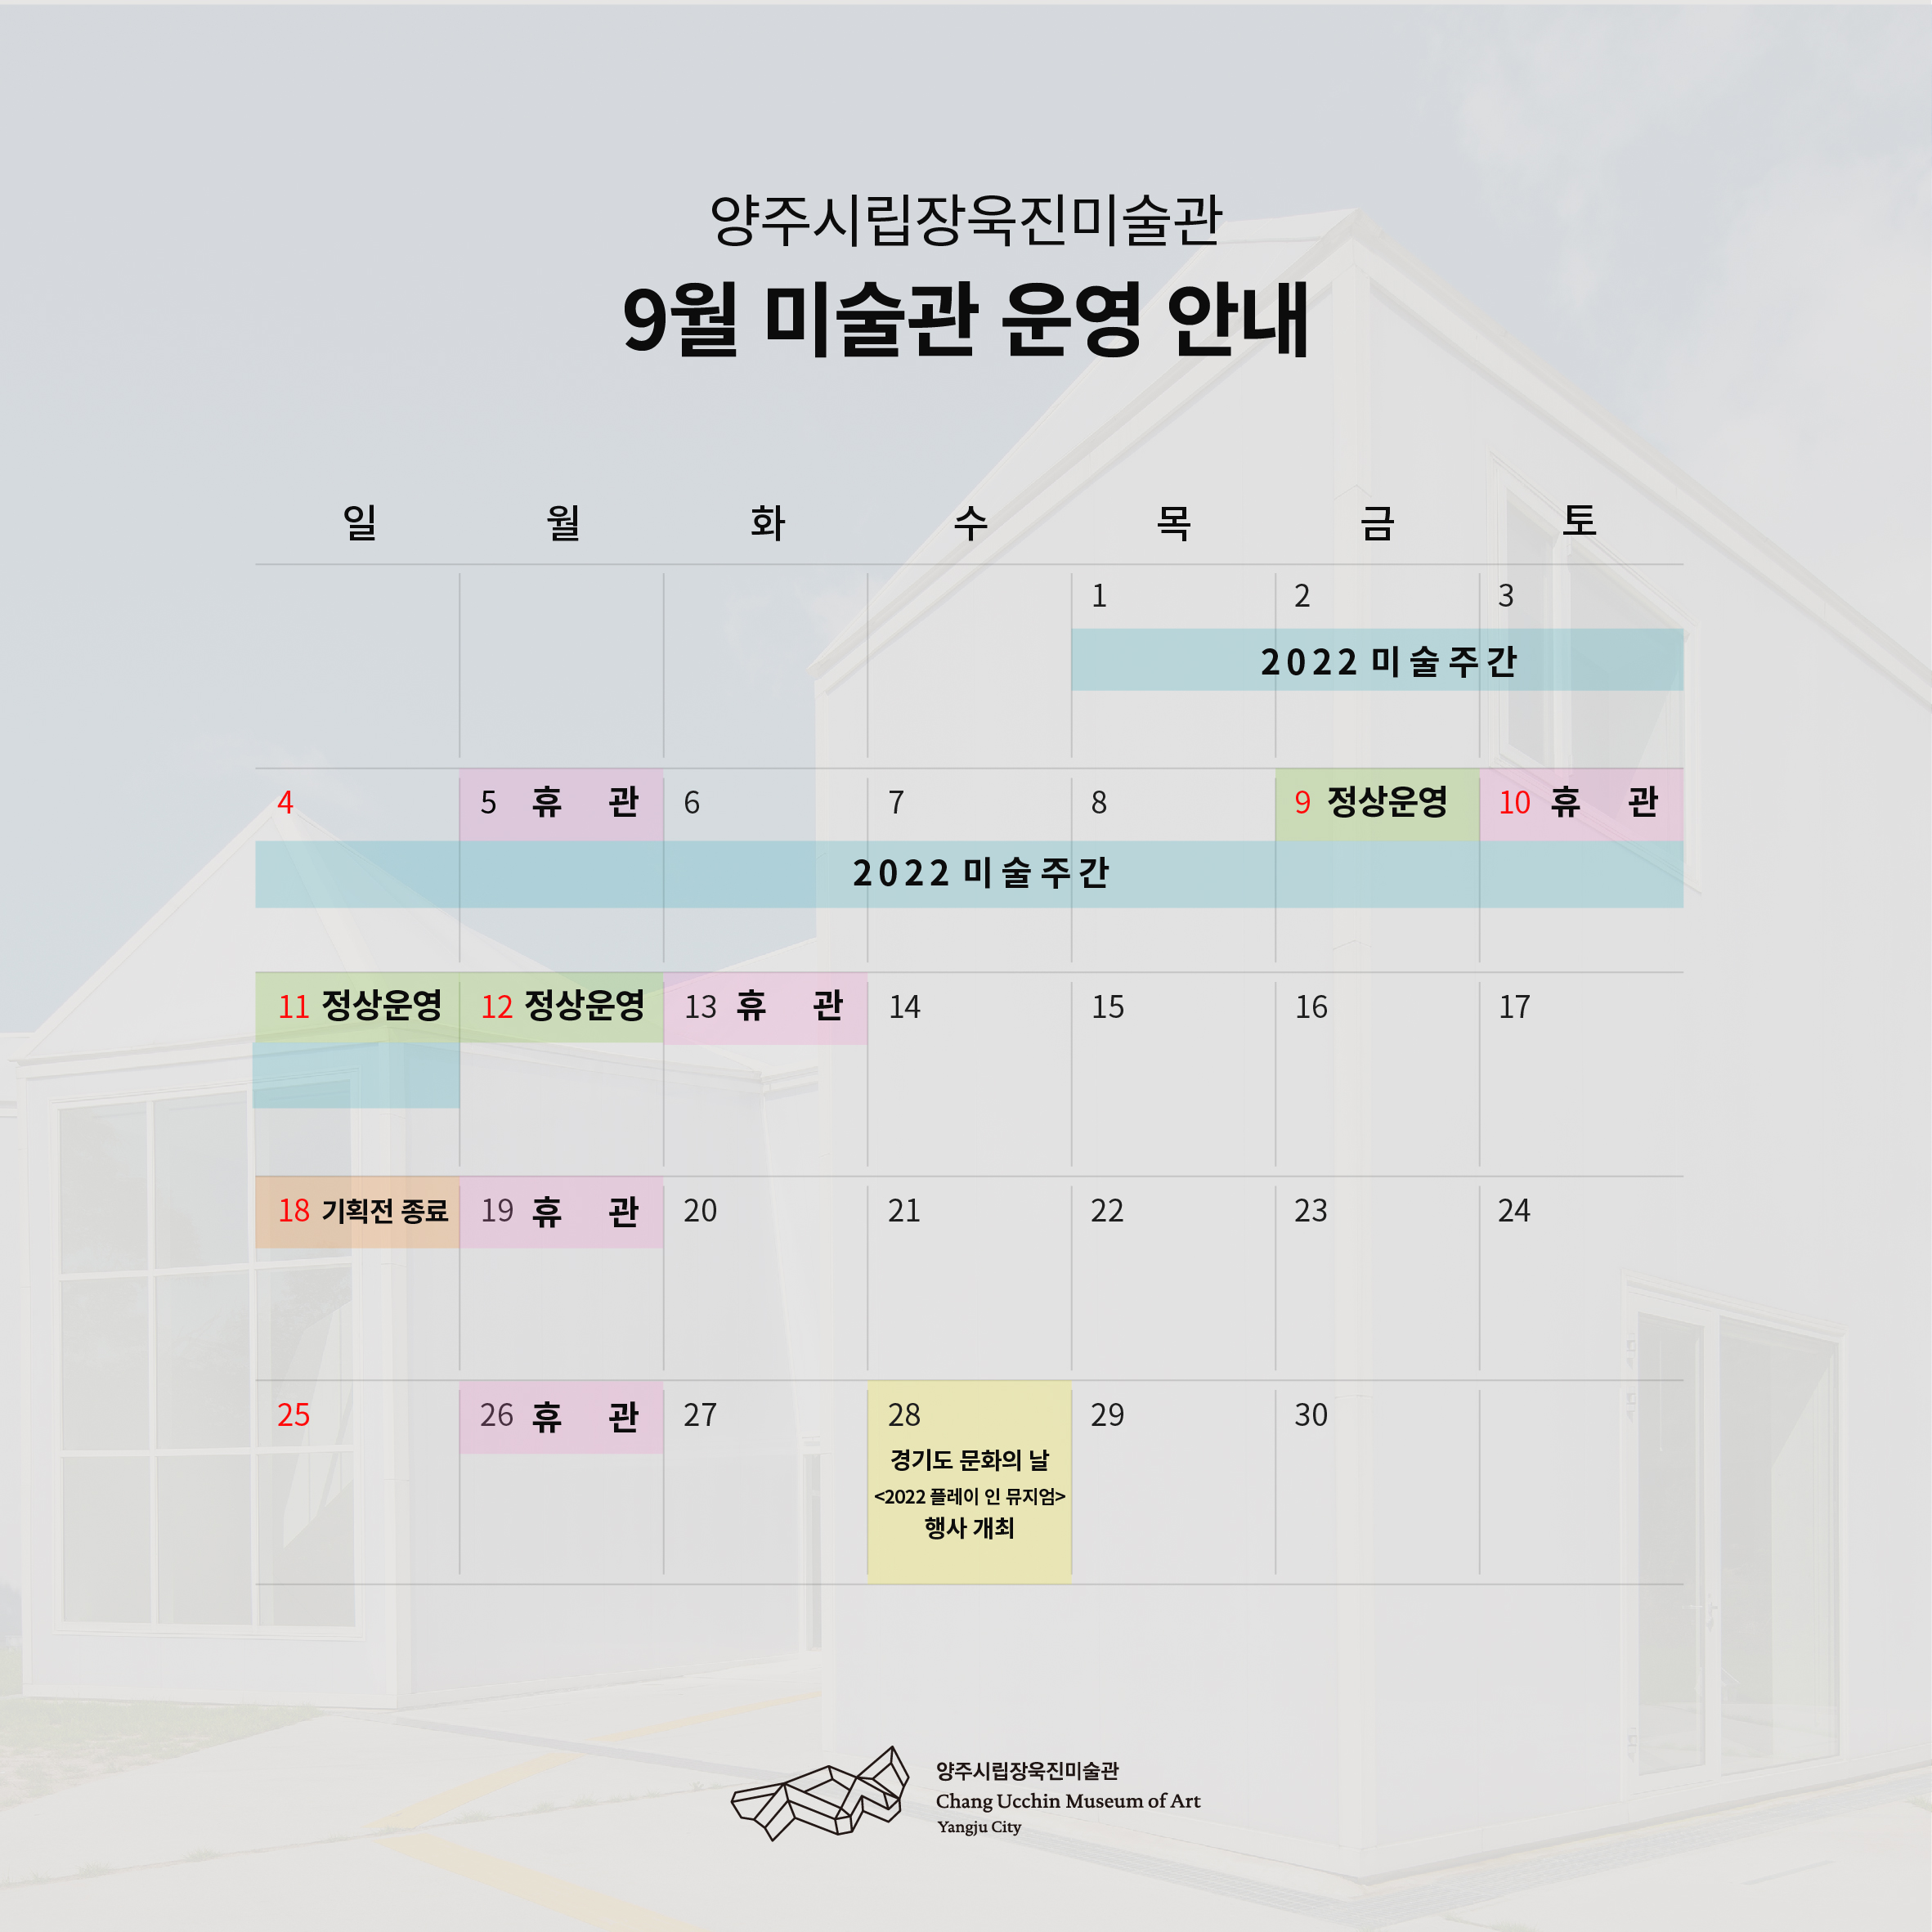 양주시립장욱진미술관
9월 미술관 운영 안내
일 월 화 수 목 금 토
1 2 3
2022 미술주간
4 5 휴 관 6 7 8 9 정상운영 10 휴 관
2022 미술주간
11 정상운영 12 정상운영 13 휴 관 14 15 16 17
18 기획전 종료 19 휴 관 20 21 22 23 24
25 26 휴 관 27 28 29 30
경기도 문화의 날
<2022 플레이 인 뮤지엄>
행사 개최
양주시립장욱진미술관
Chang Ucchin Museum of Art
Yangju City